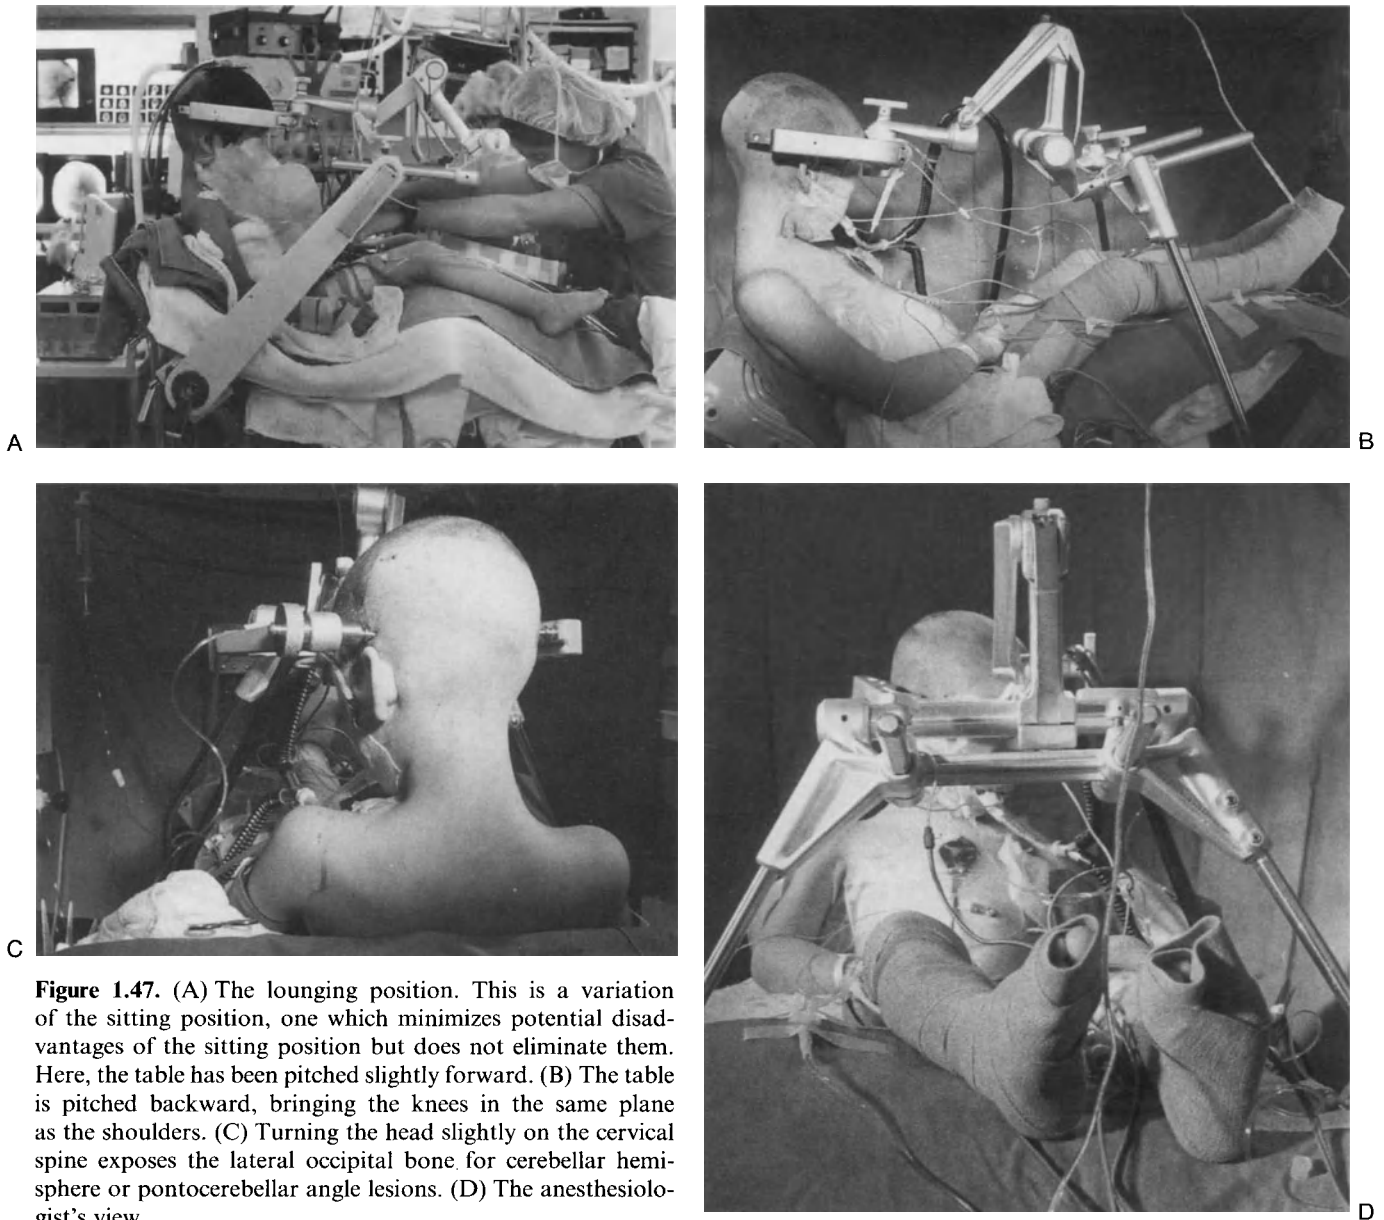 A
B
C
Figure 1.47. (A) The lounging position. This is a variation
of the sitting position, one which minimizes potential disad-
vantages of the sitting position but does not eliminate them.
Here, the table has been pitched slightly forward. (B) The table
is pitched backward, bringing the knees in the same plane
as the shoulders. (C) Turning the head slightly on the cervical
spine exposes the lateral occipital bone for cerebellar hemi-
sphere or pontocerebellar angle lesions. (D) The anesthesiolo-
gist's view.
D